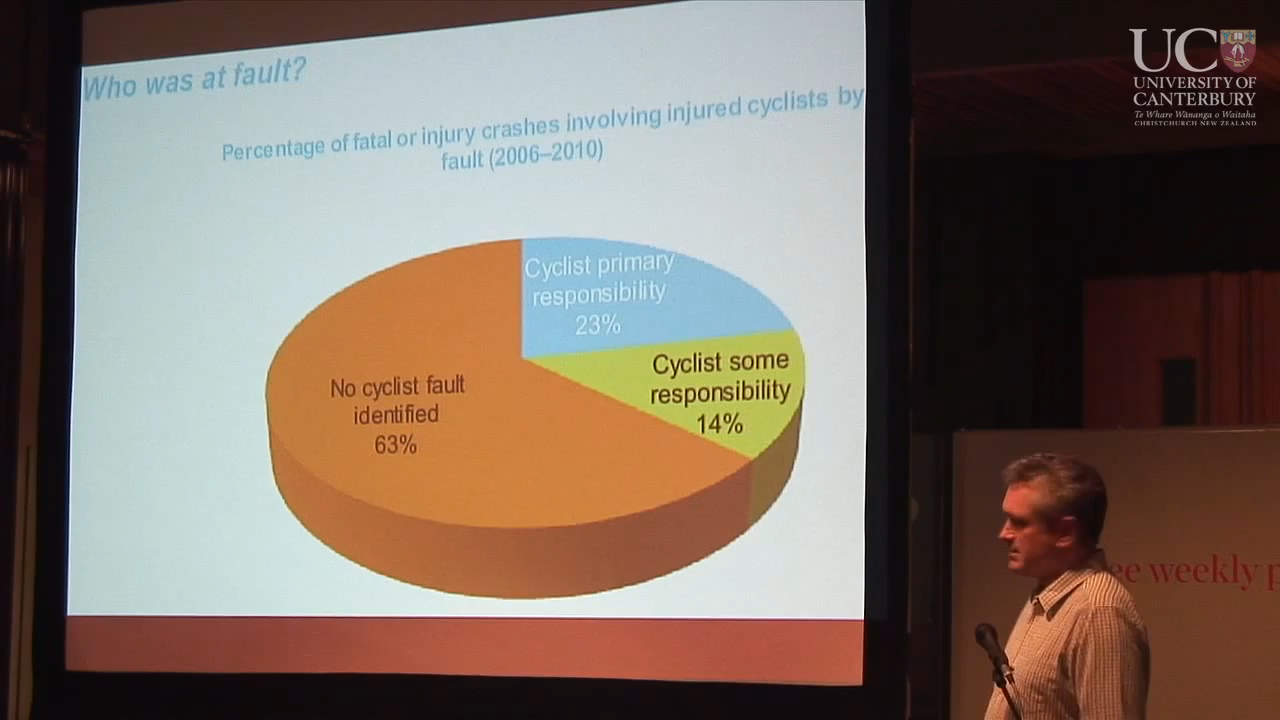 Who was at fault?
Percentage of fatal or injury crashes involving injured cyclists by
fault (2006–2010)
Cyclist primary
responsibility
23%
Cyclist some
responsibility
14%
No cyclist fault
identified
63%
UC
UNIVERSITY OF
CANTERBURY
Te Whare Wānanga o Waitaha
CHRISTCHURCH NEW ZEALAND
ee weekly p